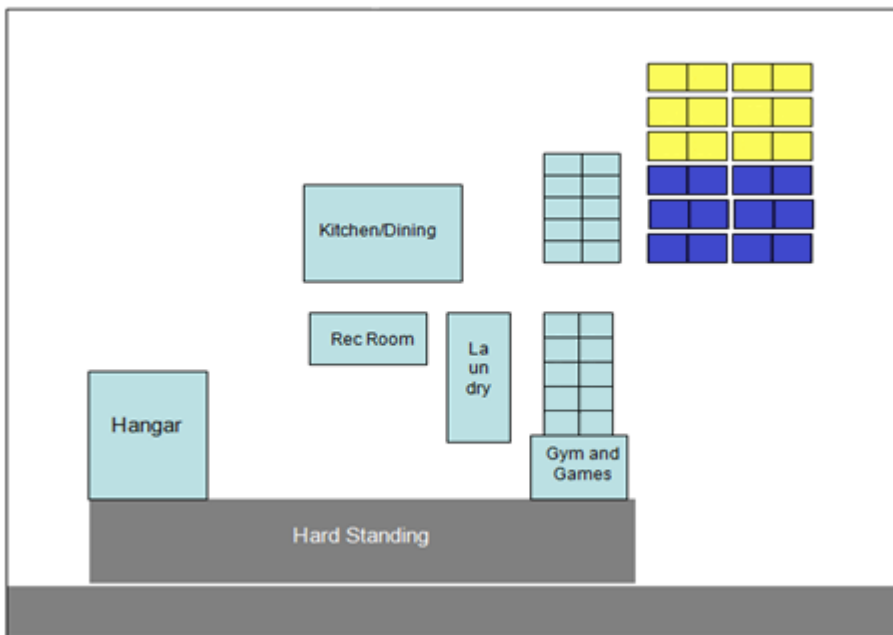 Kitchen/Dining
Rec Room
La
un
dry
Hangar
Gym and
Games
Hard Standing